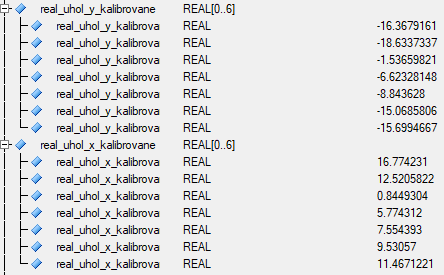 real_uhol_y_kalibrovane REAL[0..6]
real_uhol_y_kalibrova REAL -16.3679161
real_uhol_y_kalibrova REAL -18.6337337
real_uhol_y_kalibrova REAL -1.53659821
real_uhol_y_kalibrova REAL -6.62328148
real_uhol_y_kalibrova REAL -8.843628
real_uhol_y_kalibrova REAL -15.0685806
real_uhol_y_kalibrova REAL -15.6994667
real_uhol_x_kalibrovane REAL[0..6]
real_uhol_x_kalibrova REAL 16.774231
real_uhol_x_kalibrova REAL 12.5205822
real_uhol_x_kalibrova REAL 0.8449304
real_uhol_x_kalibrova REAL 5.774312
real_uhol_x_kalibrova REAL 7.554393
real_uhol_x_kalibrova REAL 9.53057
real_uhol_x_kalibrova REAL 11.4671221